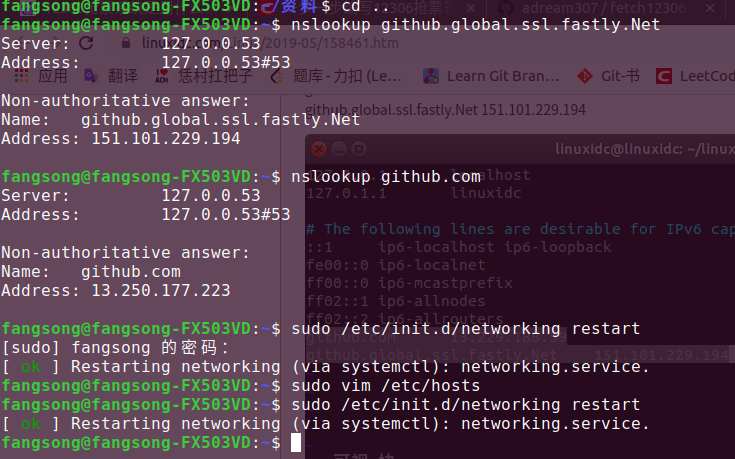 fangsong@fangsong-FX503VD:~/资料$ cd ..
fangsong@fangsong-FX503VD:~$ nslookup github.global.ssl.fastly.Net
Server:		127.0.0.53
Address:	127.0.0.53#53
Non-authoritative answer:
Name:	github.global.ssl.fastly.Net
Address: 151.101.229.194
fangsong@fangsong-FX503VD:~$ nslookup github.com
Server:		127.0.0.53
Address:	127.0.0.53#53
Non-authoritative answer:
Name:	github.com
Address: 13.250.177.223
fangsong@fangsong-FX503VD:~$ sudo /etc/init.d/networking restart
[sudo] fangsong 的密码：
[ ok ] Restarting networking (via systemctl): networking.service.
fangsong@fangsong-FX503VD:~$ sudo vim /etc/hosts
fangsong@fangsong-FX503VD:~$ sudo /etc/init.d/networking restart
[ ok ] Restarting networking (via systemctl): networking.service.
fangsong@fangsong-FX503VD:~$
adream307 / fetch12306
2019-05/158461.htm
应用 翻译 恁村扛把子 题库 - 力扣 (Le... Learn Git Bran... Git-书 LeetCod
github.global.ssl.fastly.Net 151.101.229.194
linuxidc@linuxidc: ~/linux
localhost
127.0.1.1	linuxidc
# The following lines are desirable for IPv6 cap
::1	ip6-localhost ip6-loopback
fe00::0 ip6-localnet
ff00::0 ip6-mcastprefix
ff02::1 ip6-allnodes
ff02::2 ip6-allrouters
github.com
github.global.ssl.fastly.Net	151.101.229.194